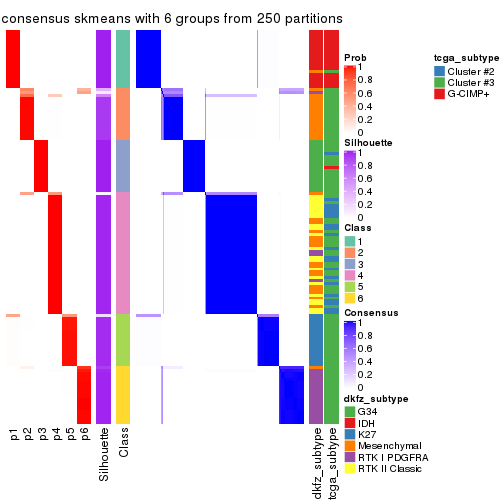 consensus skmeans with 6 groups from 250 partitions
Prob
1
0.8
0.6
0.4
0.2
0
Silhouette
1
0.8
0.6
0.4
0.2
0
Class
1
2
3
4
5
6
Consensus
1
0.8
0.6
0.4
0.2
0
dkfz_subtype
G34
IDH
K27
Mesenchymal
RTK I PDGFRA
RTK II Classic
tcga_subtype
Cluster #2
Cluster #3
G-CIMP+
p1
p2
p3
p4
p5
p6
Silhouette
Class
dkfz_subtype
tcga_subtype